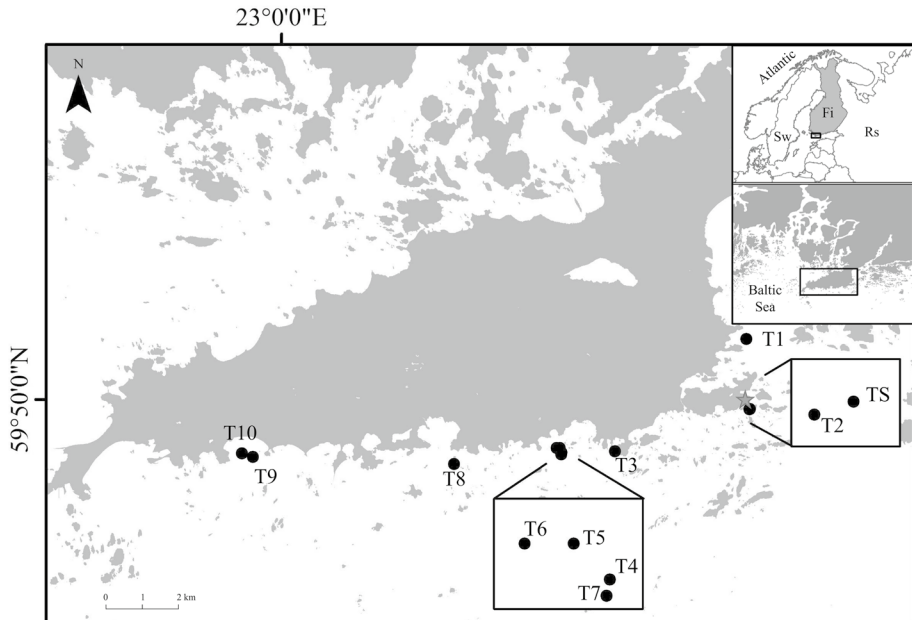 23°0'0"E
N
Atlantic
Fi
Sw
Rs
Baltic
Sea
T1
59°50'0"N
TS
T2
T10
T9
T8
T3
T6
T5
T4
T7
0 1 2 km